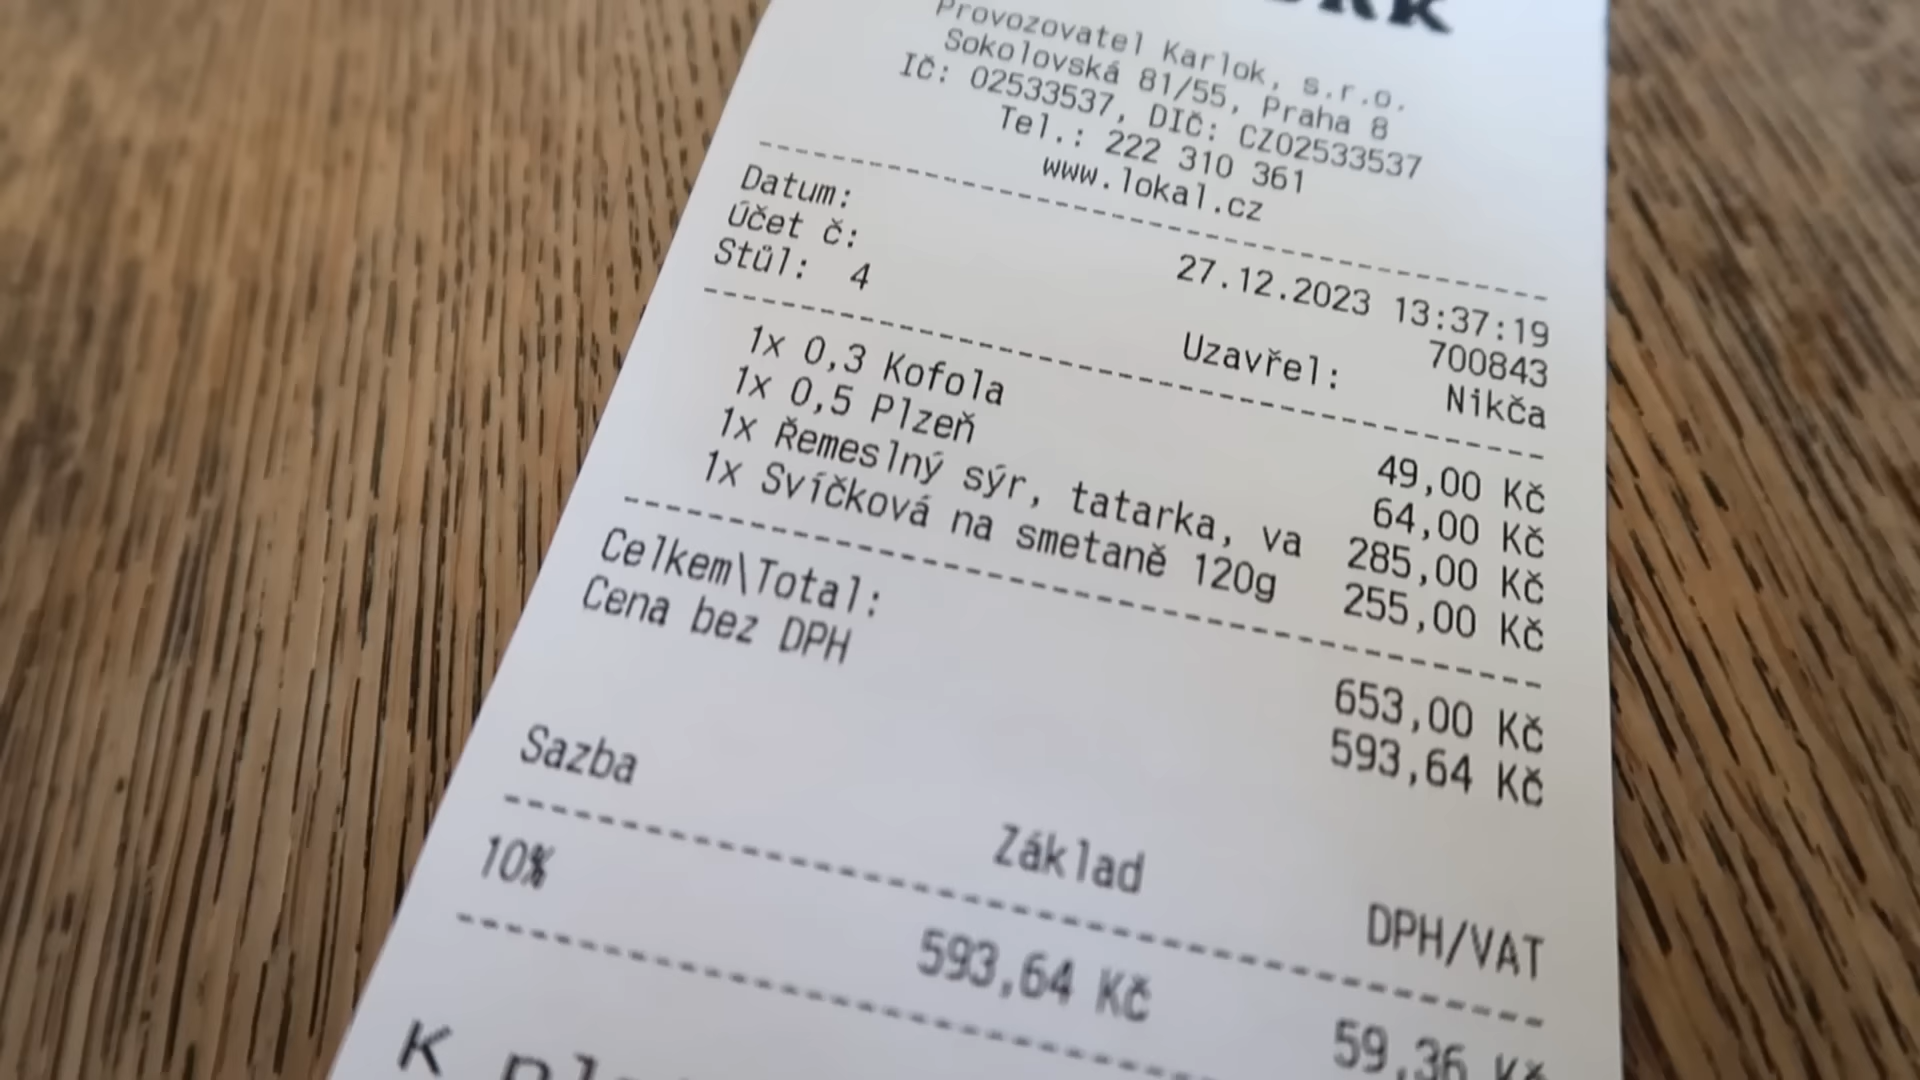 Provozovatel Karlok, s.r.o.
Sokolovská 81/55, Praha 8
IČ: 02533537, DIČ: CZ02533537
Tel.: 222 310 361
www.lokal.cz
Datum: 27.12.2023 13:37:19
Účet č: 700843
Stůl: 4 Uzavřel: Nikča
1x 0,3 Kofola 49,00 Kč
1x 0,5 Plzeň 64,00 Kč
1x Řemeslný sýr, tatarka, va 285,00 Kč
1x Svíčková na smetaně 120g 255,00 Kč
Celkem\Total: 653,00 Kč
Cena bez DPH 593,64 Kč
Sazba Základ DPH/VAT
10% 593,64 Kč 59,36 Kč
K